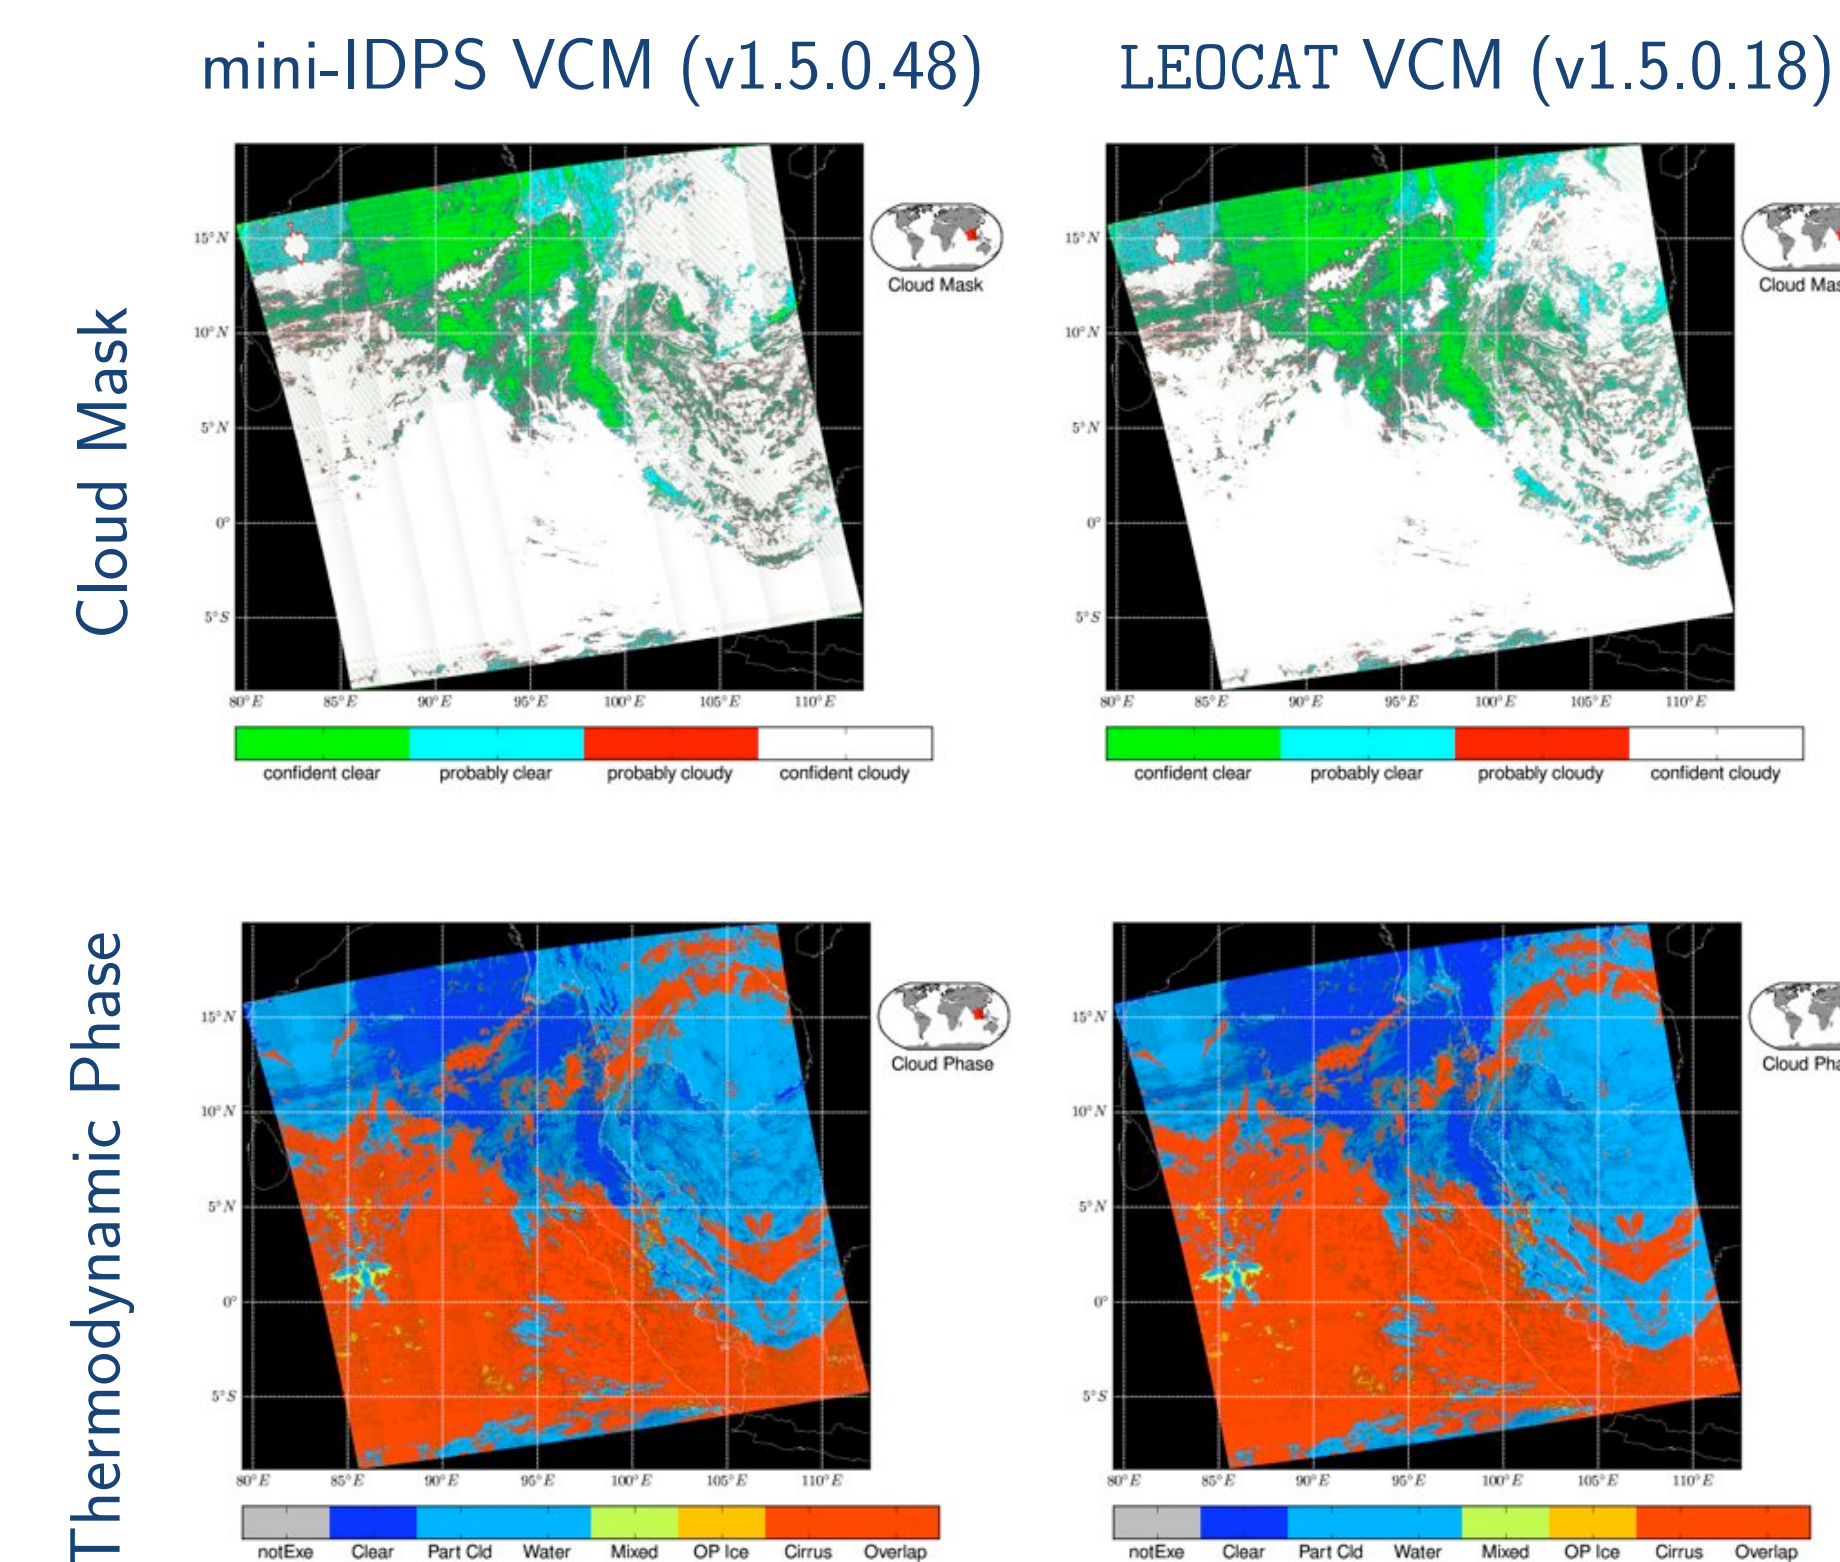 mini-IDPS VCM (v1.5.0.48)
LEOCAT VCM (v1.5.0.18)
Cloud Mask
15°N
10°N
5°N
0°
5°S
80°E 85°E 90°E 95°E 100°E 105°E 110°E
Cloud Mask
confident clear probably clear probably cloudy confident cloudy
15°N
10°N
5°N
0°
5°S
80°E 85°E 90°E 95°E 100°E 105°E 110°E
Cloud Mas
confident clear probably clear probably cloudy confident cloudy
Thermodynamic Phase
15°N
10°N
5°N
0°
5°S
80°E 85°E 90°E 95°E 100°E 105°E 110°E
Cloud Phase
notExe Clear Part Cld Water Mixed OP Ice Cirrus Overlap
15°N
10°N
5°N
0°
5°S
80°E 85°E 90°E 95°E 100°E 105°E 110°E
Cloud Pha
notExe Clear Part Cld Water Mixed OP Ice Cirrus Overlap